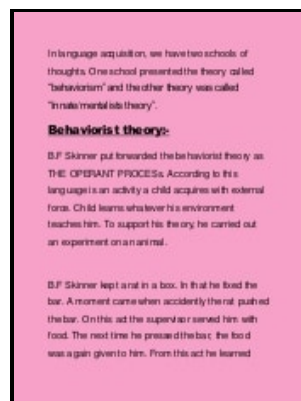 In language acquisition, we have two schools of
thoughts. One school presented the theory called
"behaviorism" and the other theory was called
"Innate/mentalists theory".
Behaviorist theory:-
B.F Skinner put forwarded the behaviorist theory as
THE OPERANT PROCESs. According to this
language is an activity a child acquires with external
force. Child learns whatever his environment
teaches him. To support his theory, he carried out
an experiment on an animal.
B.F Skinner kept a rat in a box. In that he fixed the
bar. A moment came when accidently the rat pushed
the bar. On this act the supervisor served him with
food. The next time he pressed the bar, the food
was again given to him. From this act he learned